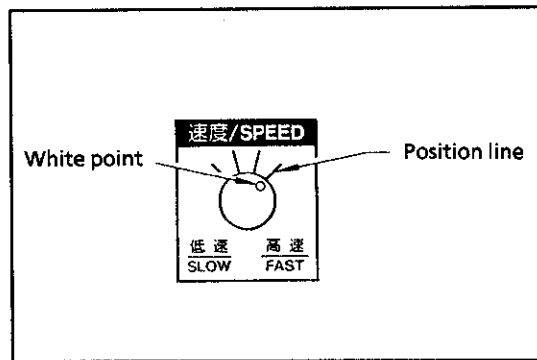 速度/SPEED
White point
Position line
低速 高速
SLOW FAST